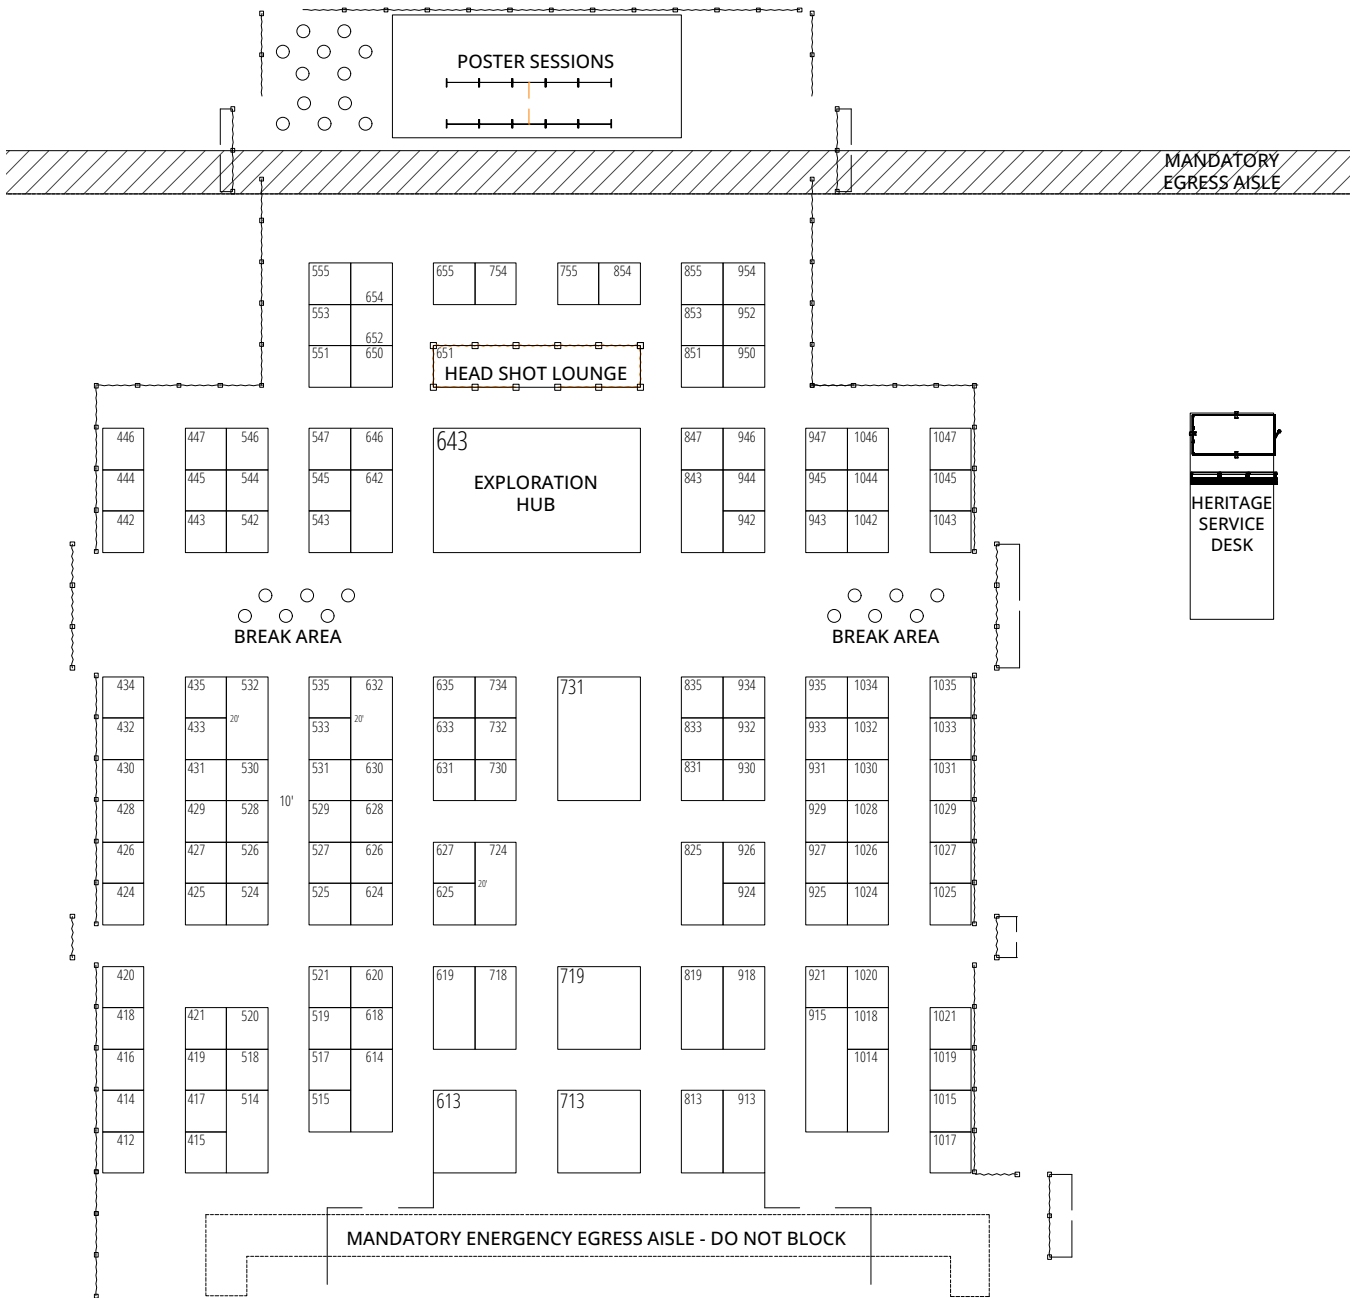 POSTER SESSIONS
MANDATORY
EGRESS AISLE
555 654 655 754 755 854 855 954
553 652 853 952
551 650 651 851 950
HEAD SHOT LOUNGE
446 447 546 547 646 643 847 946 947 1046 1047
444 445 544 545 642 843 944 945 1044 1045
EXPLORATION
HUB
442 443 542 543 942 943 1042 1043
HERITAGE
SERVICE
DESK
BREAK AREA BREAK AREA
434 435 532 535 632 635 734 731 835 934 935 1034 1035
20' 20'
432 433 533 633 732 833 932 933 1032 1033
430 431 530 531 630 631 730 831 930 931 1030 1031
10'
428 429 528 529 628 929 1028 1029
426 427 526 527 626 627 724 825 926 927 1026 1027
20'
424 425 524 525 624 625 924 925 1024 1025
420 521 620 619 718 719 819 918 921 1020
418 421 520 519 618 915 1018 1021
416 419 518 517 614 1014 1019
414 417 514 515 613 713 813 913 1015
412 415 1017
MANDATORY ENERGENCY EGRESS AISLE - DO NOT BLOCK